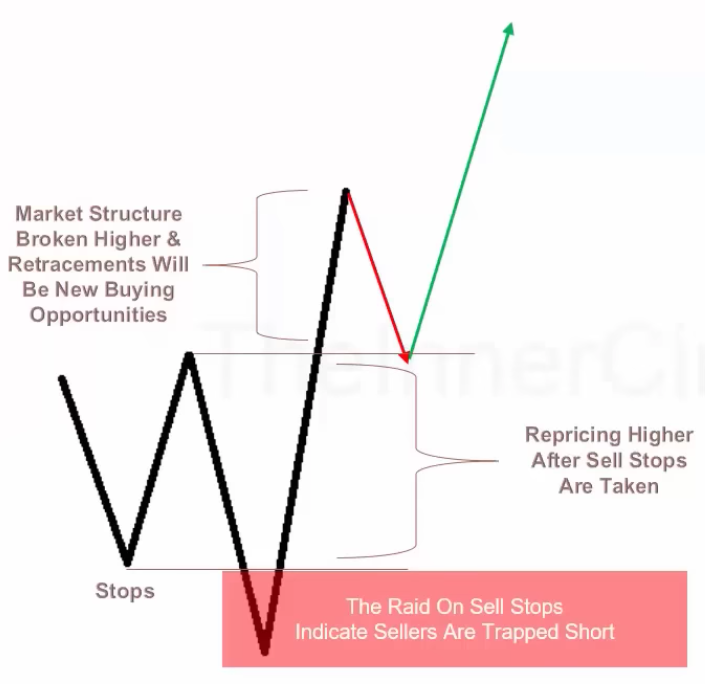 Market Structure
Broken Higher &
Retracements Will
Be New Buying
Opportunities
TheInnerCir
Repricing Higher
After Sell Stops
Are Taken
Stops
The Raid On Sell Stops
Indicate Sellers Are Trapped Short